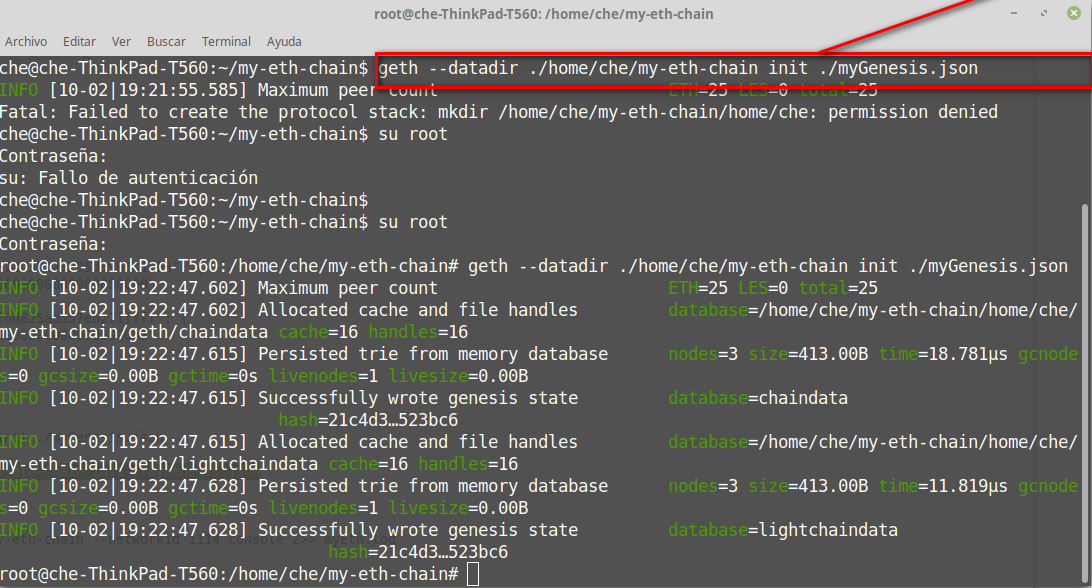 root@che-ThinkPad-T560: /home/che/my-eth-chain
Archivo Editar Ver Buscar Terminal Ayuda
che@che-ThinkPad-T560:~/my-eth-chain$ geth --datadir ./home/che/my-eth-chain init ./myGenesis.json
INFO [10-02|19:21:55.585] Maximum peer count ETH=25 LES=0 total=25
Fatal: Failed to create the protocol stack: mkdir /home/che/my-eth-chain/home/che: permission denied
che@che-ThinkPad-T560:~/my-eth-chain$ su root
Contraseña:
su: Fallo de autenticación
che@che-ThinkPad-T560:~/my-eth-chain$
che@che-ThinkPad-T560:~/my-eth-chain$ su root
Contraseña:
root@che-ThinkPad-T560:/home/che/my-eth-chain# geth --datadir ./home/che/my-eth-chain init ./myGenesis.json
INFO [10-02|19:22:47.602] Maximum peer count ETH=25 LES=0 total=25
INFO [10-02|19:22:47.602] Allocated cache and file handles database=/home/che/my-eth-chain/home/che/
my-eth-chain/geth/chaindata cache=16 handles=16
INFO [10-02|19:22:47.615] Persisted trie from memory database nodes=3 size=413.00B time=18.781µs gcnode
s=0 gcsize=0.00B gctime=0s livenodes=1 livesize=0.00B
INFO [10-02|19:22:47.615] Successfully wrote genesis state database=chaindata
hash=21c4d3…523bc6
INFO [10-02|19:22:47.615] Allocated cache and file handles database=/home/che/my-eth-chain/home/che/
my-eth-chain/geth/lightchaindata cache=16 handles=16
INFO [10-02|19:22:47.628] Persisted trie from memory database nodes=3 size=413.00B time=11.819µs gcnode
s=0 gcsize=0.00B gctime=0s livenodes=1 livesize=0.00B
INFO [10-02|19:22:47.628] Successfully wrote genesis state database=lightchaindata
hash=21c4d3…523bc6
root@che-ThinkPad-T560:/home/che/my-eth-chain#